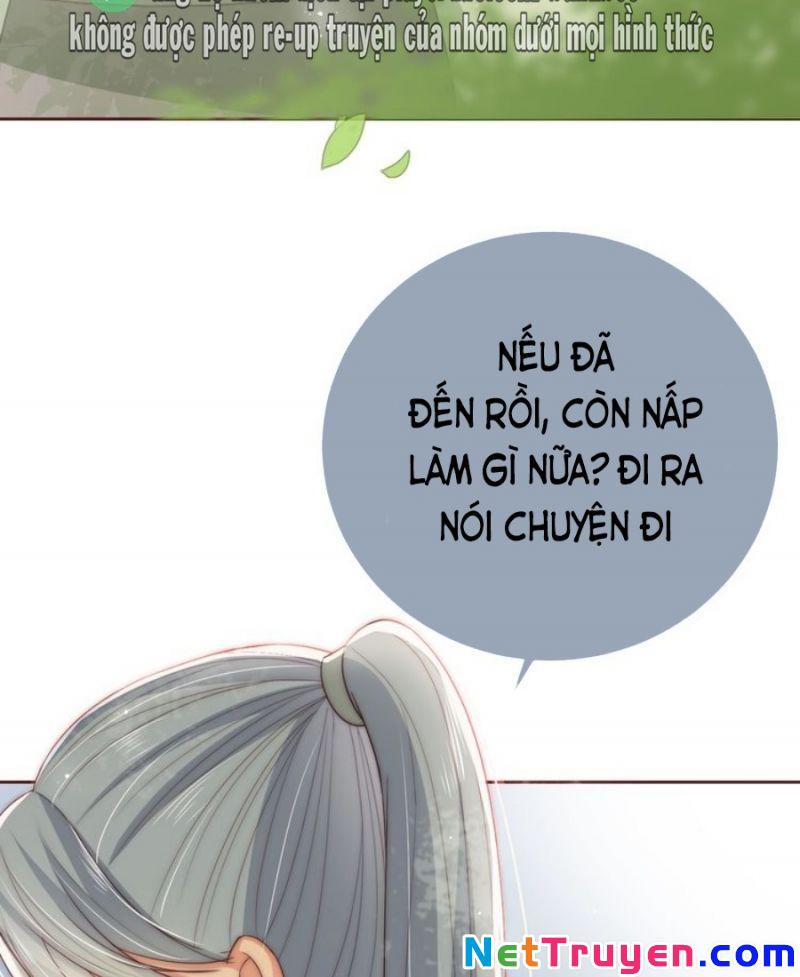 không được phép re-up truyện của nhóm dưới mọi hình thức
NẾU ĐÃ
ĐẾN RỒI, CÒN NẤP
LÀM GÌ NỮA? ĐI RA
NÓI CHUYỆN ĐI
NetTruyen.com